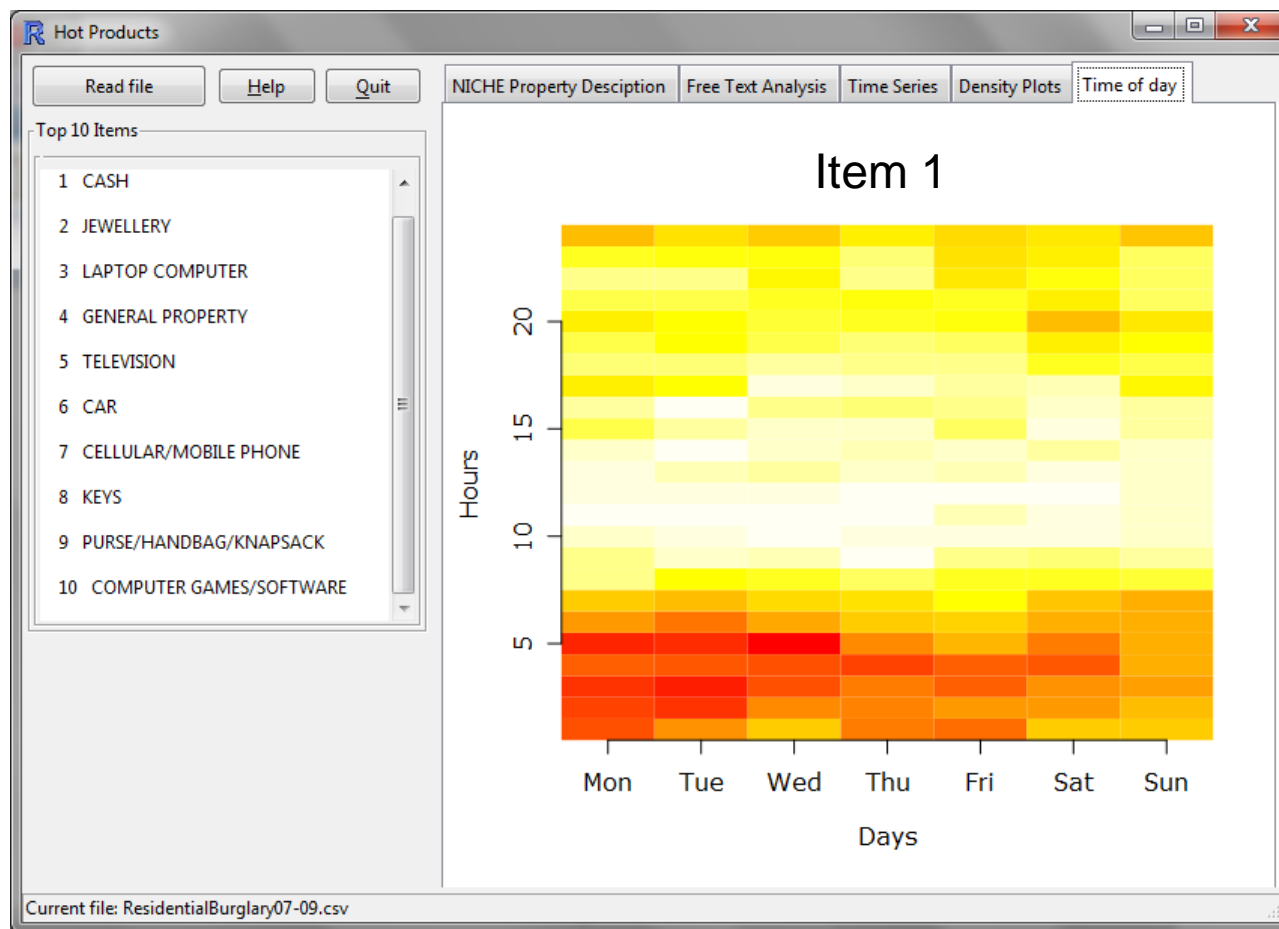 Hot Products
Read file Help Quit
NICHE Property Desciption Free Text Analysis Time Series Density Plots Time of day
Top 10 Items
1 CASH
2 JEWELLERY
3 LAPTOP COMPUTER
4 GENERAL PROPERTY
5 TELEVISION
6 CAR
7 CELLULAR/MOBILE PHONE
8 KEYS
9 PURSE/HANDBAG/KNAPSACK
10 COMPUTER GAMES/SOFTWARE
Item 1
20
15
10
5
Hours
Mon Tue Wed Thu Fri Sat Sun
Days
Current file: ResidentialBurglary07-09.csv